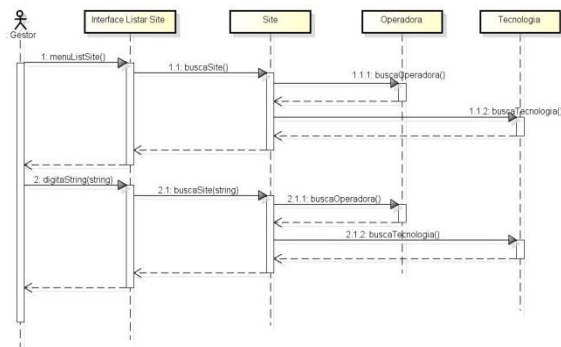 Interface Listar Site
Site
Operadora
Tecnologia
: Gestor
1: menuListSite()
1.1: buscaSite()
1.1.1: buscaOperadora()
1.1.2: buscaTecnologia()
2: digitaString(string)
2.1: buscaSite(string)
2.1.1: buscaOperadora()
2.1.2: buscaTecnologia()